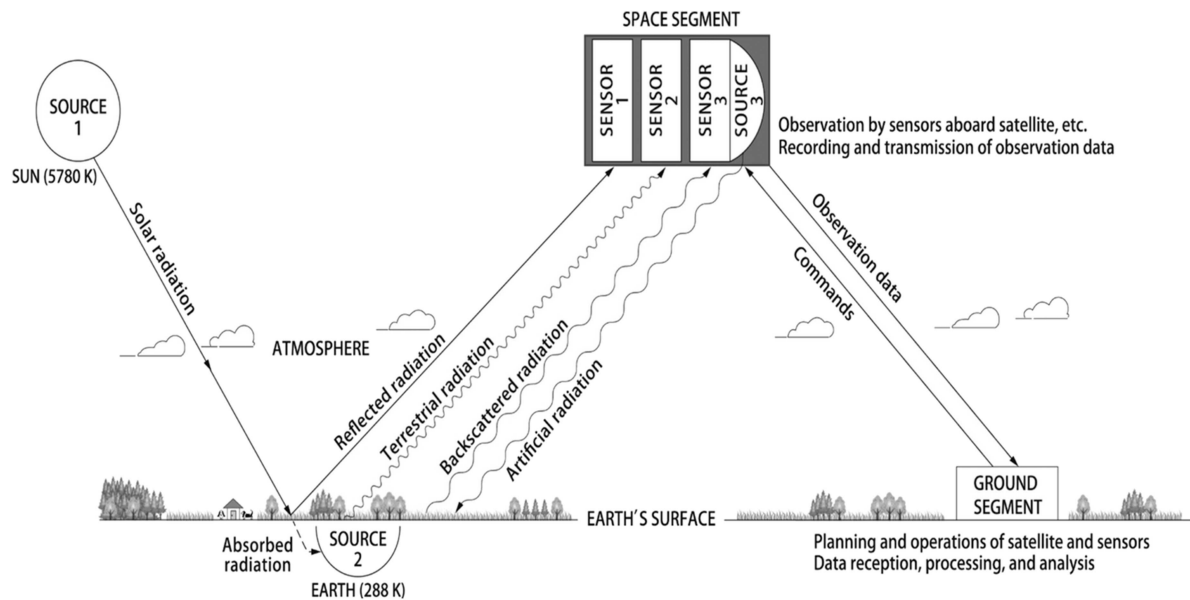 SPACE SEGMENT
SOURCE
1
SUN (5780 K)
SENSOR
1
SENSOR
2
SENSOR
3
SOURCE
3
Observation by sensors aboard satellite, etc.
Recording and transmission of observation data
Solar radiation
ATMOSPHERE
Reflected radiation
Terrestrial radiation
Backscattered radiation
Artificial radiation
Observation data
Commands
Absorbed
radiation
SOURCE
2
EARTH (288 K)
EARTH´S SURFACE
GROUND
SEGMENT
Planning and operations of satellite and sensors
Data reception, processing, and analysis